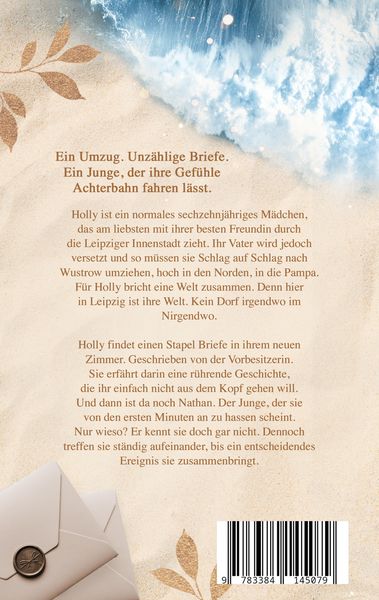 Ein Umzug. Unzählige Briefe.
Ein Junge, der ihre Gefühle
Achterbahn fahren lässt.
Holly ist ein normales sechzehnjähriges Mädchen,
das am liebsten mit ihrer besten Freundin durch
die Leipziger Innenstadt zieht. Ihr Vater wird jedoch
versetzt und so müssen sie Schlag auf Schlag nach
Wustrow umziehen, hoch in den Norden, in die Pampa.
Für Holly bricht eine Welt zusammen. Denn hier
in Leipzig ist ihre Welt. Kein Dorf irgendwo im
Nirgendwo.
Holly findet einen Stapel Briefe in ihrem neuen
Zimmer. Geschrieben von der Vorbesitzerin.
Sie erfährt darin eine rührende Geschichte,
die ihr einfach nicht aus dem Kopf gehen will.
Und dann ist da noch Nathan. Der Junge, der sie
von den ersten Minuten an zu hassen scheint.
Nur wieso? Er kennt sie doch gar nicht. Dennoch
treffen sie ständig aufeinander, bis ein entscheidendes
Ereignis sie zusammenbringt.
9 783384 145079